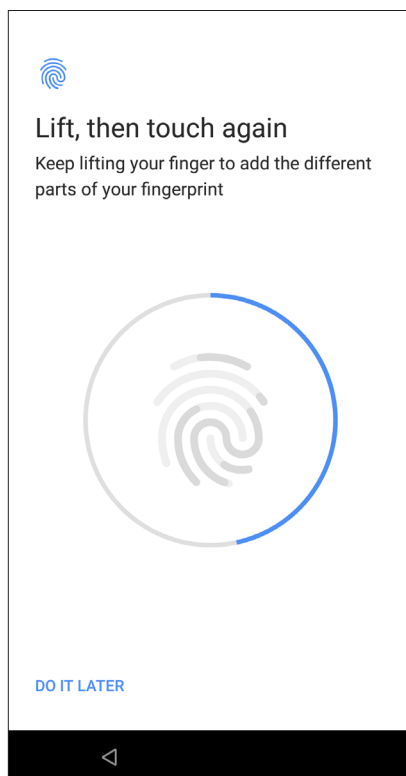 Lift, then touch again
Keep lifting your finger to add the different
parts of your fingerprint
DO IT LATER